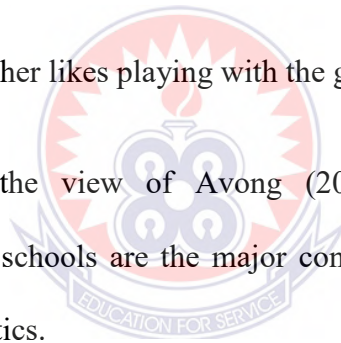 her likes playing with the g
the view of Avong (20
schools are the major con
tics.
EDUCATION FOR SERVICE